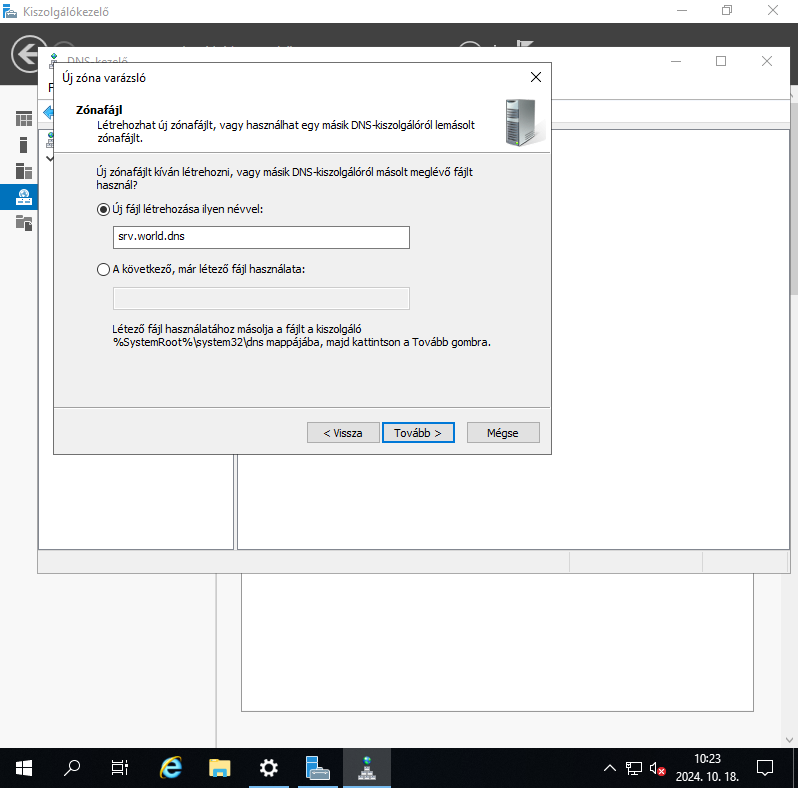 Kiszolgálókezelő
DNS-kezelő
F
Új zóna varázsló
Zónafájl
Létrehozhat új zónafájlt, vagy használhat egy másik DNS-kiszolgálóról lemásolt
zónafájlt.
Új zónafájlt kíván létrehozni, vagy másik DNS-kiszolgálóról másolt meglévő fájlt
használ?
Új fájl létrehozása ilyen névvel:
srv.world.dns
A következő, már létező fájl használata:
Létező fájl használatához másolja a fájlt a kiszolgáló
%SystemRoot%\system32\dns mappájába, majd kattintson a Tovább gombra.
< Vissza
Tovább >
Mégse
10:23
2024. 10. 18.